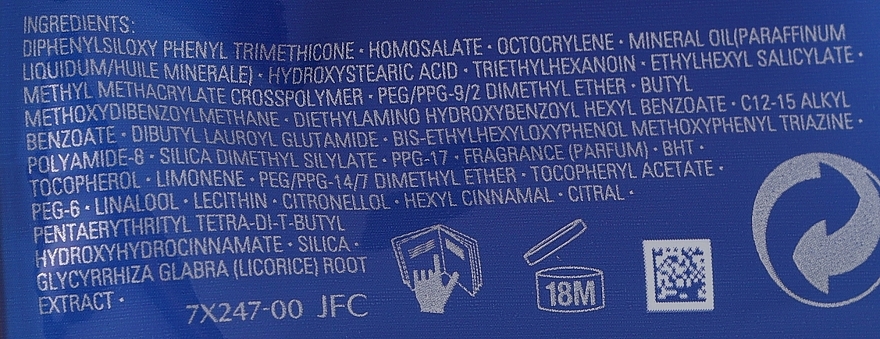 INGREDIENTS:
DIPHENYLSILOXY PHENYL TRIMETHICONE · HOMOSALATE · OCTOCRYLENE · MINERAL OIL(PARAFFINUM
LIQUIDUM/HUILE MINERALE) · HYDROXYSTEARIC ACID · TRIETHYLHEXANOIN · ETHYLHEXYL SALICYLATE ·
METHYL METHACRYLATE CROSSPOLYMER · PEG/PPG-9/2 DIMETHYL ETHER · BUTYL
METHOXYDIBENZOYLMETHANE · DIETHYLAMINO HYDROXYBENZOYL HEXYL BENZOATE · C12-15 ALKYL
BENZOATE · DIBUTYL LAUROYL GLUTAMIDE · BIS-ETHYLHEXYLOXYPHENOL METHOXYPHENYL TRIAZINE ·
POLYAMIDE-8 · SILICA DIMETHYL SILYLATE · PPG-17 · FRAGRANCE (PARFUM) · BHT ·
TOCOPHEROL · LIMONENE · PEG/PPG-14/7 DIMETHYL ETHER · TOCOPHERYL ACETATE ·
PEG-6 · LINALOOL · LECITHIN · CITRONELLOL · HEXYL CINNAMAL · CITRAL ·
PENTAERYTHRITYL TETRA-DI-T-BUTYL
HYDROXYHYDROCINNAMATE · SILICA ·
GLYCYRRHIZA GLABRA (LICORICE) ROOT
EXTRACT ·
7X247-00 JFC
18M